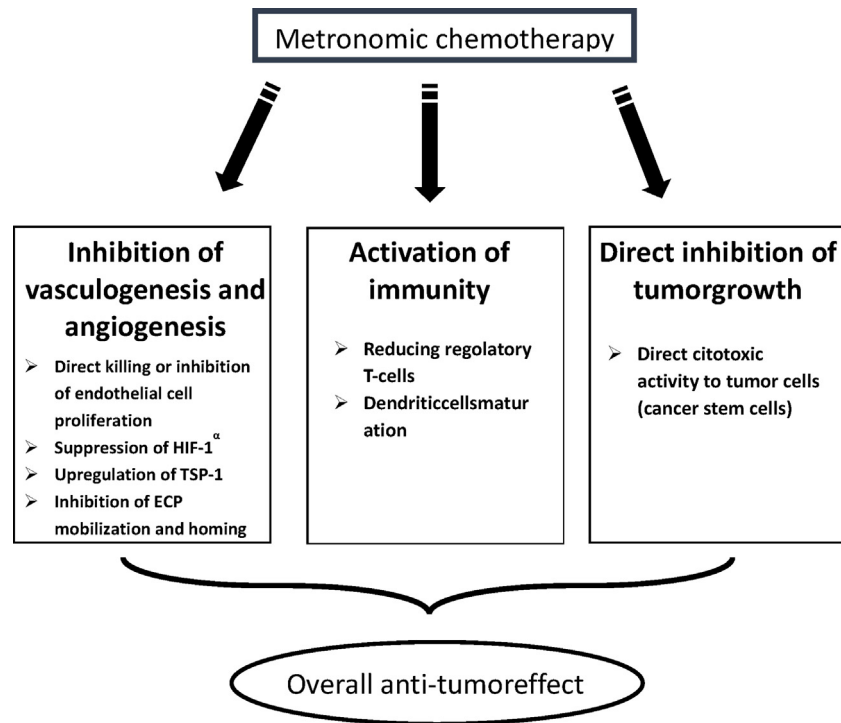 Metronomic chemotherapy
Inhibition of
vasculogenesis and
angiogenesis
➢ Direct killing or inhibition
of endothelial cell
proliferation
➢ Suppression of HIF-1α
➢ Upregulation of TSP-1
➢ Inhibition of ECP
mobilization and homing
Activation of
immunity
➢ Reducing regolatory
T-cells
➢ Dendriticcellsmatur
ation
Direct inhibition of
tumorgrowth
➢ Direct citotoxic
activity to tumor cells
(cancer stem cells)
Overall anti-tumoreffect